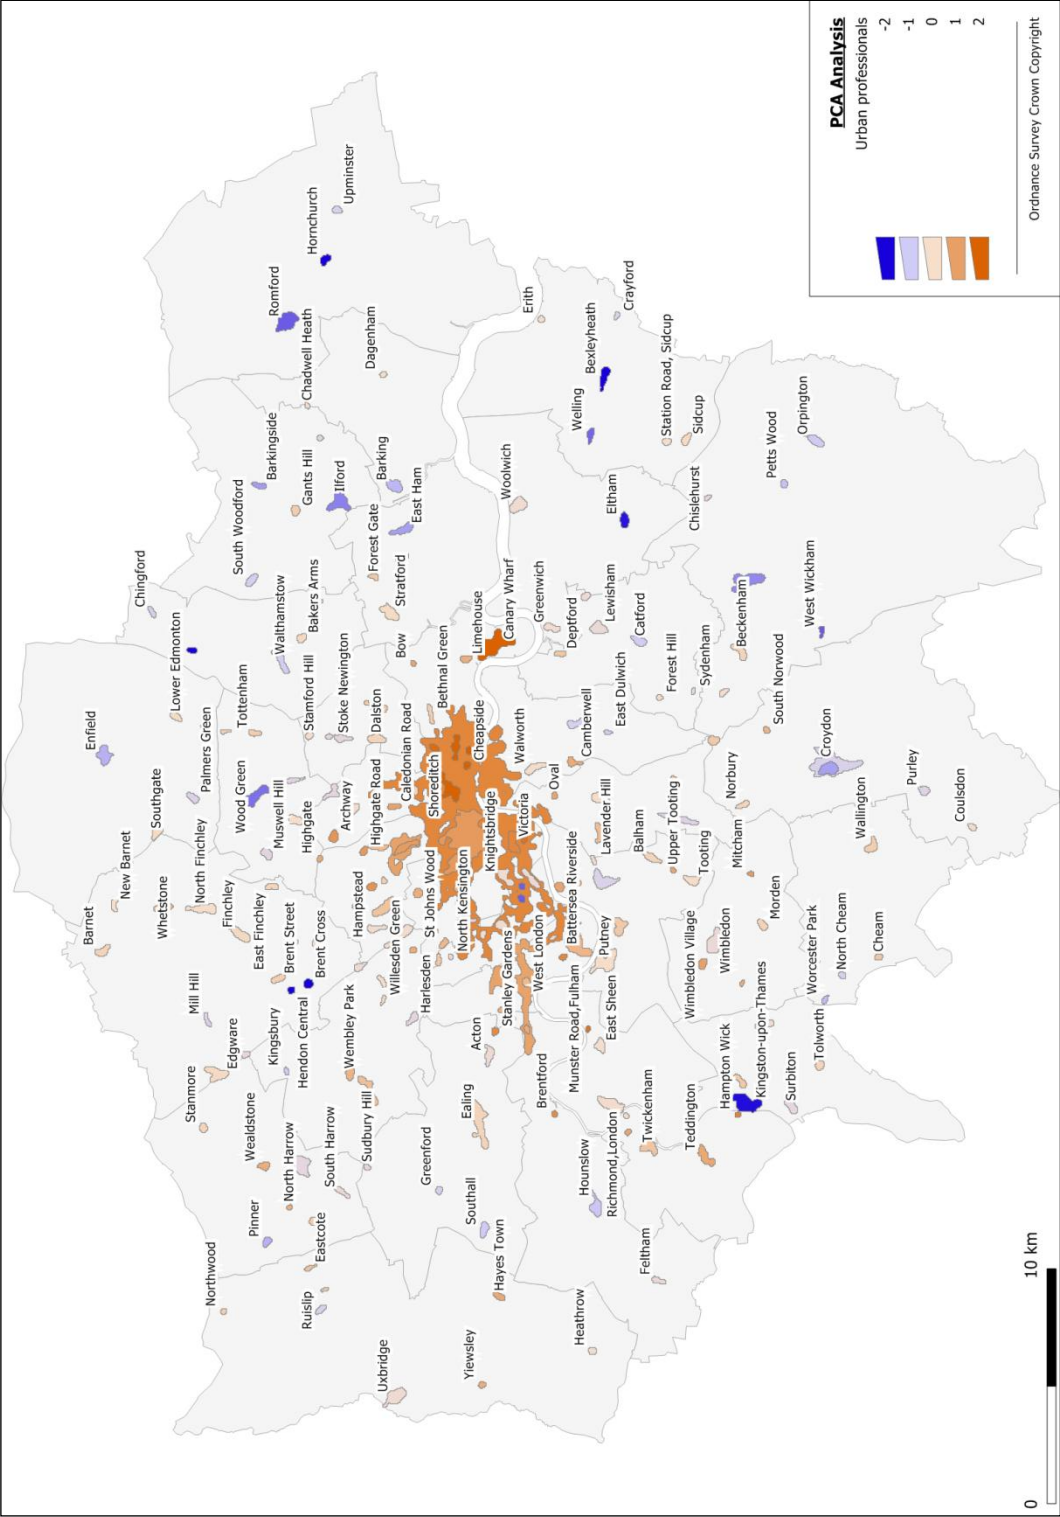 PCA Analysis
Urban professionals
-2
-1
0
1
2
Ordnance Survey Crown Copyright
0
10 km
Upminster
Hornchurch
Romford
Chadwell Heath
Dagenham
Erith
Crayford
Bexleyheath
Welling
Station Road, Sidcup
Sidcup
Orpington
Petts Wood
Chislehurst
Eltham
Woolwich
Barkingside
Gants Hill
Ilford
Barking
East Ham
Forest Gate
South Woodford
Chingford
Walthamstow
Bakers Arms
Stratford
Lower Edmonton
Tottenham
Stamford Hill
Stoke Newington
Dalston
Bow
Bethnal Green
Limehouse
Canary Wharf
Greenwich
Deptford
Lewisham
Catford
West Wickham
Beckenham
Sydenham
Forest Hill
East Dulwich
Camberwell
South Norwood
Croydon
Purley
Coulsdon
Wallington
Norbury
Enfield
Palmers Green
Southgate
Wood Green
Muswell Hill
Highgate
Archway
Highgate Road
Caledonian Road
Shoreditch
Cheapside
Walworth
Oval
Victoria
Knightsbridge
Lavender Hill
Balham
Upper Tooting
Tooting
Mitcham
Morden
New Barnet
Barnet
Whetstone
North Finchley
Finchley
East Finchley
Brent Street
Brent Cross
Hampstead
St Johns Wood
North Kensington
Willesden Green
Harlesden
Stanley Gardens
West London
Battersea Riverside
Putney
Munster Road,Fulham
East Sheen
Wimbledon Village
Wimbledon
Worcester Park
North Cheam
Cheam
Mill Hill
Edgware
Kingsbury
Hendon Central
Wembley Park
Acton
Ealing
Brentford
Stanmore
Wealdstone
North Harrow
South Harrow
Sudbury Hill
Greenford
Southall
Hounslow
Richmond,London
Twickenham
Teddington
Hampton Wick
Kingston-upon-Thames
Surbiton
Tolworth
Pinner
Eastcote
Northwood
Ruislip
Hayes Town
Feltham
Heathrow
Yiewsley
Uxbridge